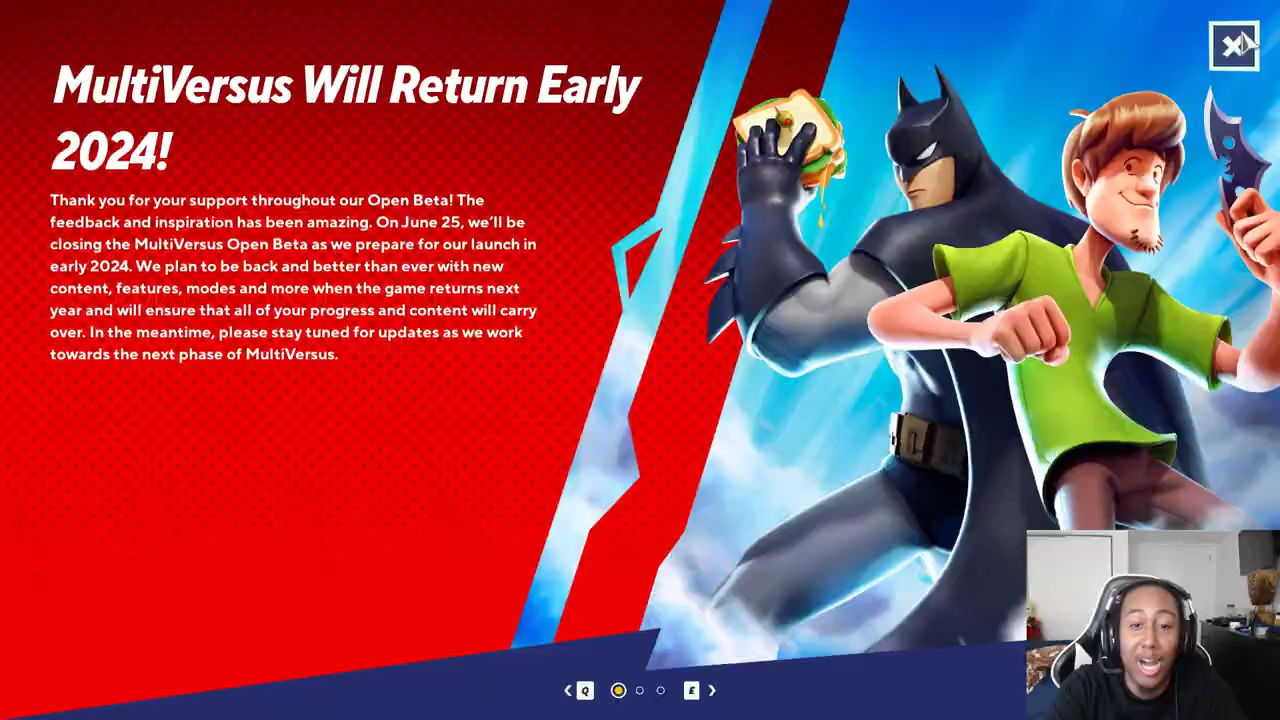 MultiVersus Will Return Early
2024!
Thank you for your support throughout our Open Beta! The
feedback and inspiration has been amazing. On June 25, we'll be
closing the MultiVersus Open Beta as we prepare for our launch in
early 2024. We plan to be back and better than ever with new
content, features, modes and more when the game returns next
year and will ensure that all of your progress and content will carry
over. In the meantime, please stay tuned for updates as we work
towards the next phase of MultiVersus.
Q E